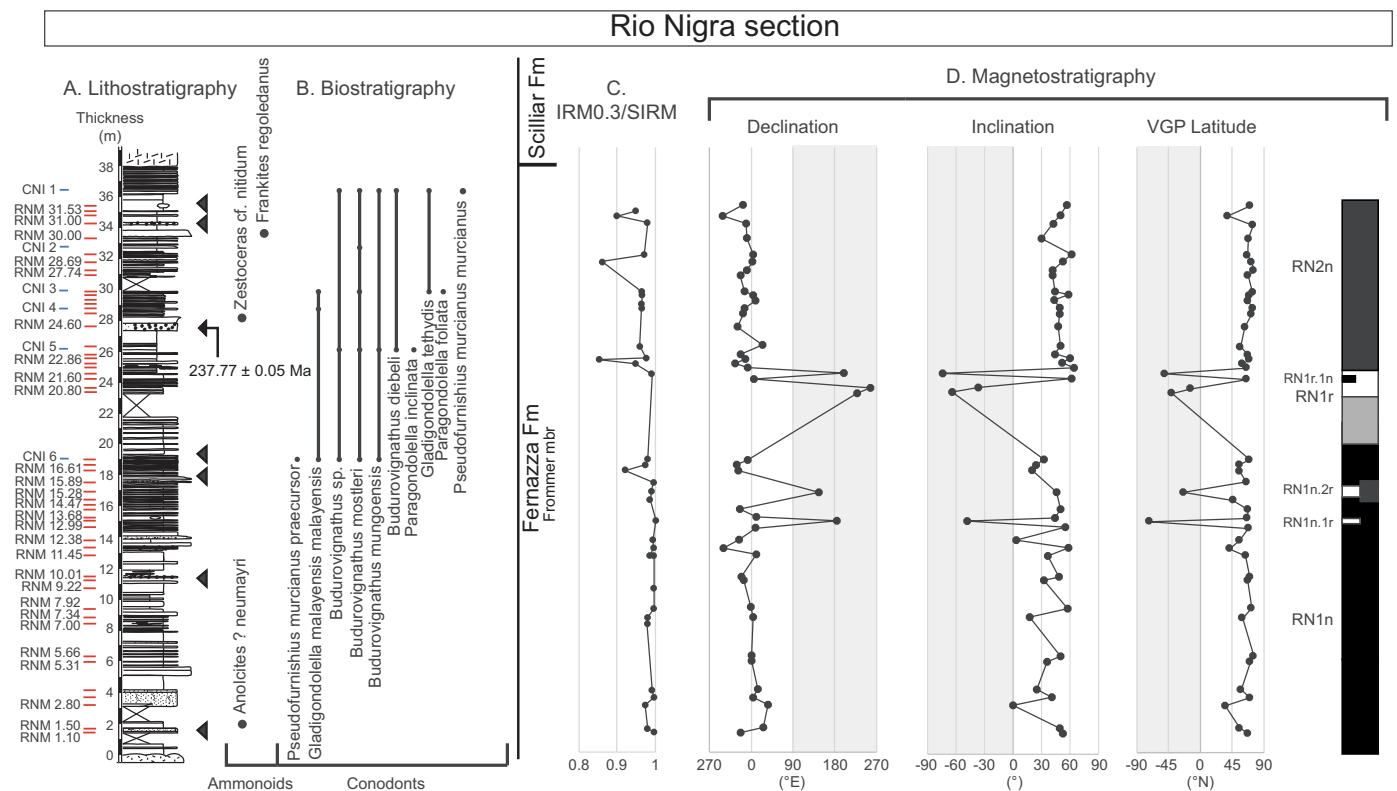 Rio Nigra section
A. Lithostratigraphy
B. Biostratigraphy
C.
IRM0.3/SIRM
D. Magnetostratigraphy
Thickness
(m)
Declination
Inclination
VGP Latitude
38
36
34
32
30
28
26
24
22
20
18
16
14
12
10
8
6
4
2
0
CNI 1
RNM 31.53
RNM 31.00
RNM 30.00
CNI 2
RNM 28.69
RNM 27.74
CNI 3
CNI 4
RNM 24.60
CNI 5
RNM 22.86
RNM 21.60
RNM 20.80
CNI 6
RNM 16.61
RNM 15.89
RNM 15.28
RNM 14.47
RNM 13.68
RNM 12.99
RNM 12.38
RNM 11.45
RNM 10.01
RNM 9.22
RNM 7.92
RNM 7.34
RNM 7.00
RNM 5.66
RNM 5.31
RNM 2.80
RNM 1.50
RNM 1.10
237.77 ± 0.05 Ma
Anolcites ? neumayri
Zestoceras cf. nitidum
Frankites regoledanus
Pseudofurnishius murcianus praecursor
Gladigondolella malayensis malayensis
Budurovignathus sp.
Budurovignathus mostleri
Budurovignathus mungoensis
Budurovignathus diebeli
Paragondolella inclinata
Gladigondolella tethydis
Paragondolella foliata
Pseudofurnishius murcianus murcianus
Ammonoids
Conodonts
Scilliar Fm
Fernazza Fm
Frommer mbr
0.8 0.9 1
270 0 90 180 270
(°E)
-90 -60 -30 0 30 60 90
(°)
-90 -45 0 45 90
(°N)
RN2n
RN1r.1n
RN1r
RN1n.2r
RN1n.1r
RN1n